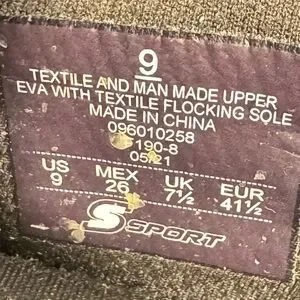 9
TEXTILE AND MAN MADE UPPER
EVA WITH TEXTILE FLOCKING SOLE
MADE IN CHINA
096010258
190-8
05/21
US MEX UK EUR
9 26 7½ 41½
S SPORT